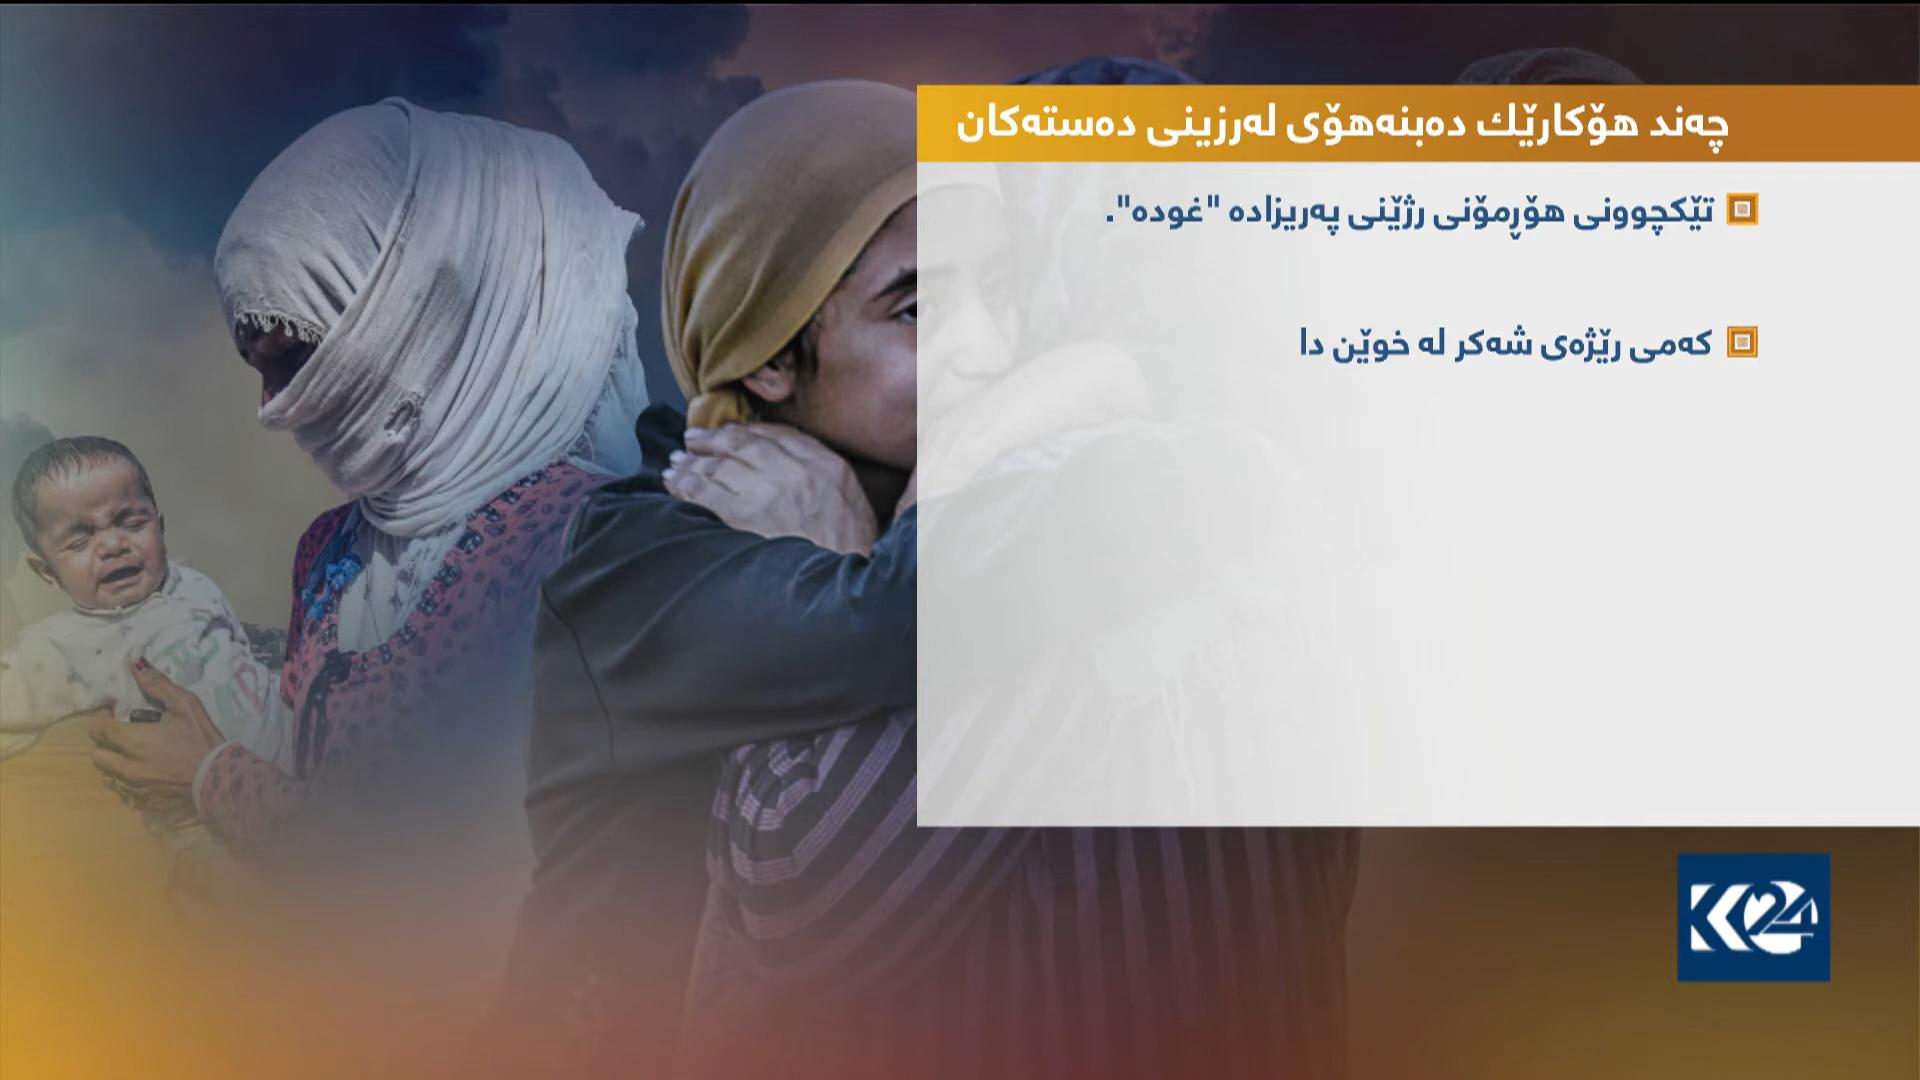 چەند هۆكارێك دەبنەهۆی لەرزینی دەستەكان
تێكچوونی هۆڕمۆنی رژێنی پەریزادە "غودە".
كەمی رێژەی شەكر لە خوێن دا
K24